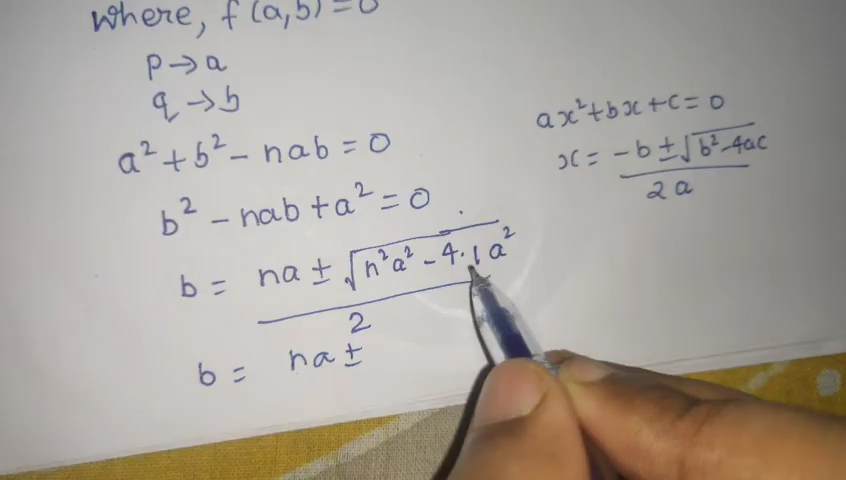 where, f(a,b) = 0
p → a
q → b
a² + b² - nab = 0
b² - nab + a² = 0
b = na ± √(n²a² - 4.1a²) / 2
b = na ±
ax² + bx + c = 0
x = -b ± √(b² - 4ac) / 2a